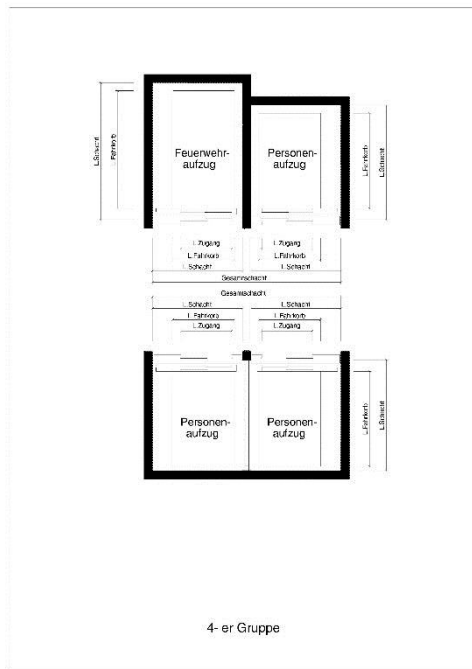 Feuerwehr-
aufzug
Personen-
aufzug
L.Schacht
Fahrkorb
L.Fahrkorb
L.Schacht
L.Zugang
L.Zugang
L.Fahrkorb
L.Fahrkorb
L.Schacht
L.Schacht
Gesamtschacht
Gesamtschacht
L.Schacht
L.Schacht
L.Fahrkorb
L.Fahrkorb
L.Zugang
L.Zugang
Personen-
aufzug
Personen-
aufzug
L.Fahrkorb
L.Schacht
4- er Gruppe